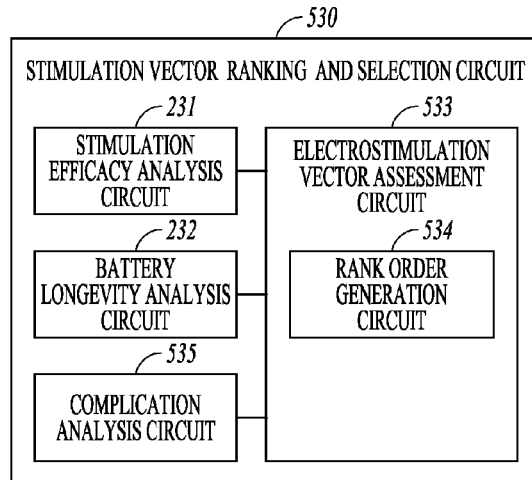 530
STIMULATION VECTOR RANKING AND SELECTION CIRCUIT
231
STIMULATION
EFFICACY ANALYSIS
CIRCUIT
232
BATTERY
LONGEVITY ANALYSIS
CIRCUIT
535
COMPLICATION
ANALYSIS CIRCUIT
533
ELECTROSTIMULATION
VECTOR ASSESSMENT
CIRCUIT
534
RANK ORDER
GENERATION
CIRCUIT